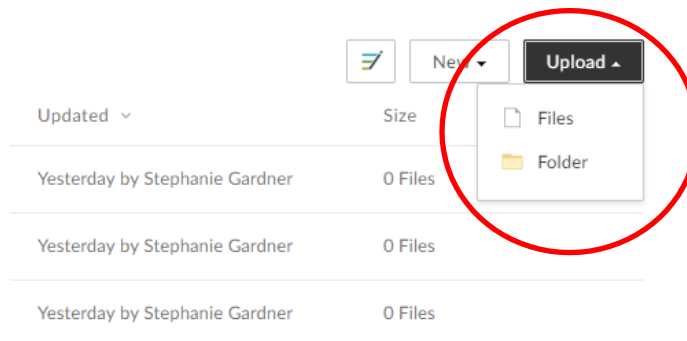 New Upload
Updated Size
Files
Folder
Yesterday by Stephanie Gardner 0 Files
Yesterday by Stephanie Gardner 0 Files
Yesterday by Stephanie Gardner 0 Files